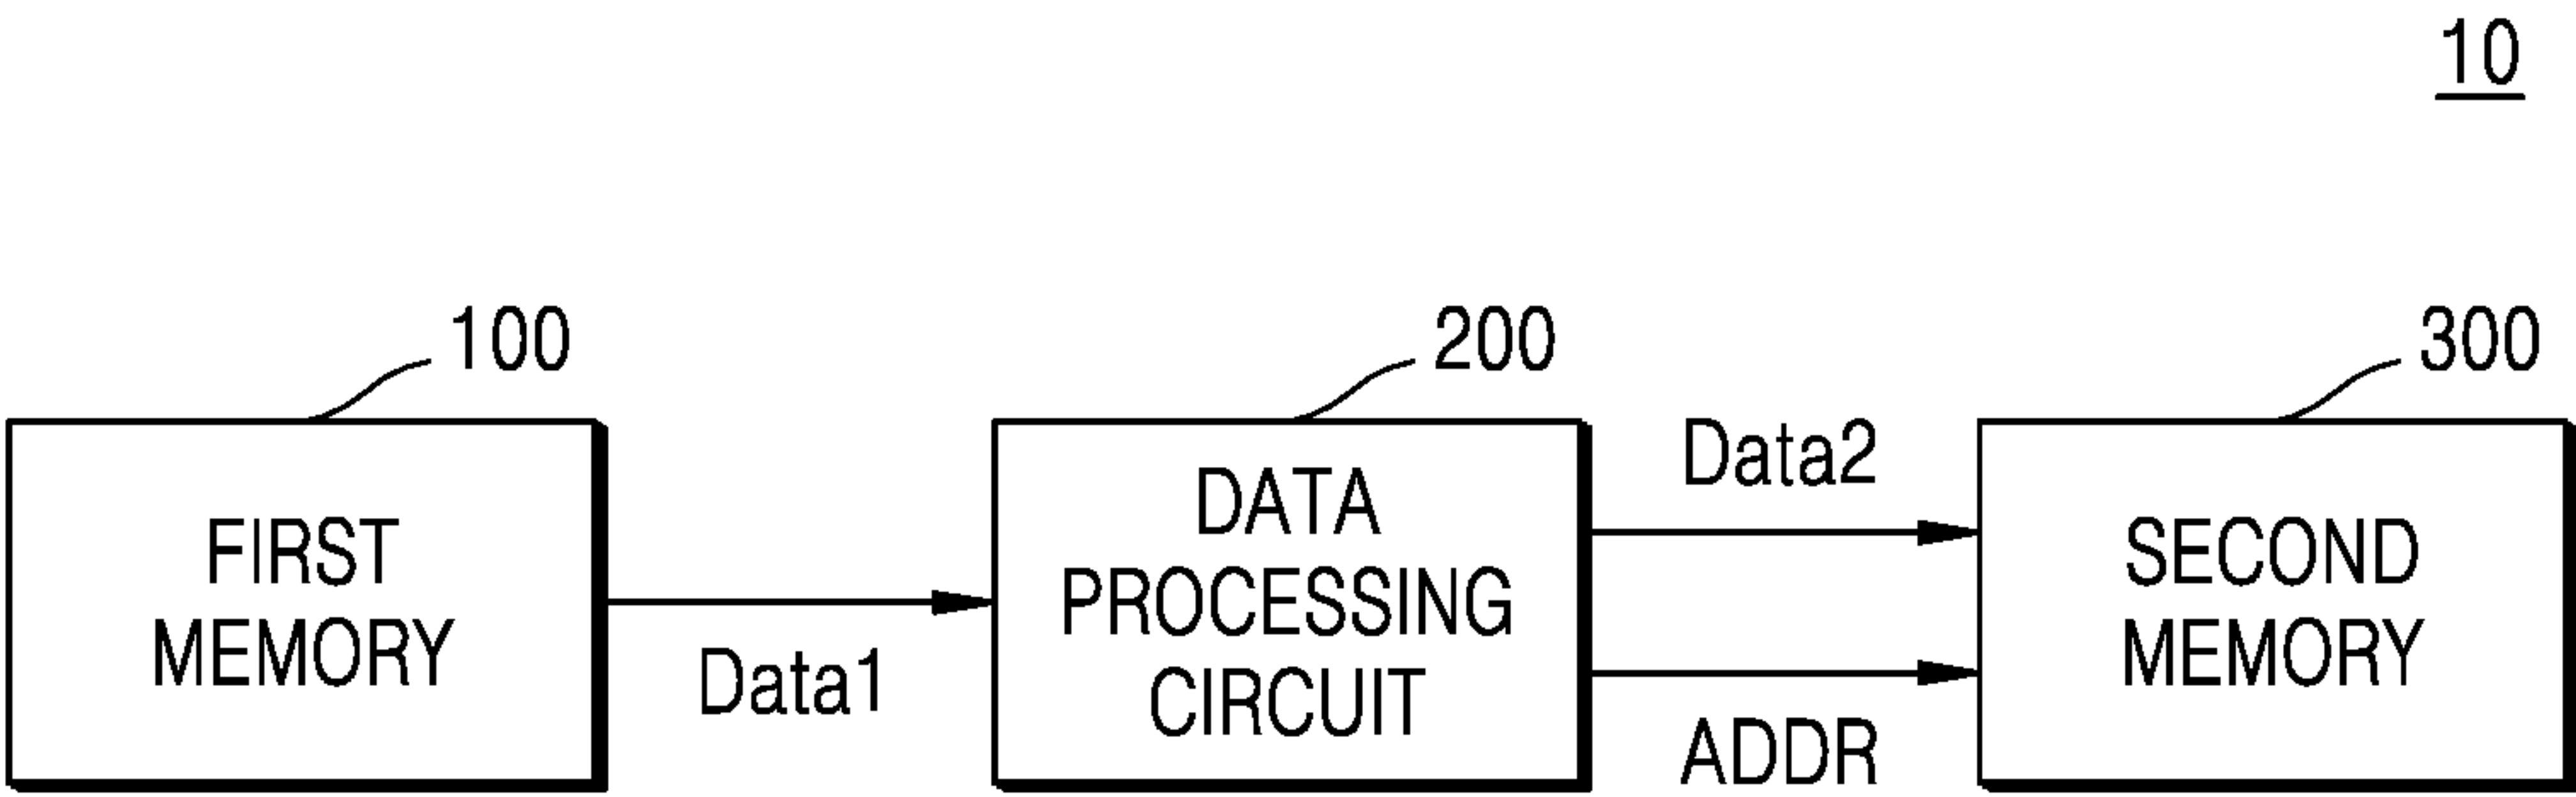 10
100
200
300
FIRST
MEMORY
Data1
DATA
PROCESSING
CIRCUIT
Data2
ADDR
SECOND
MEMORY